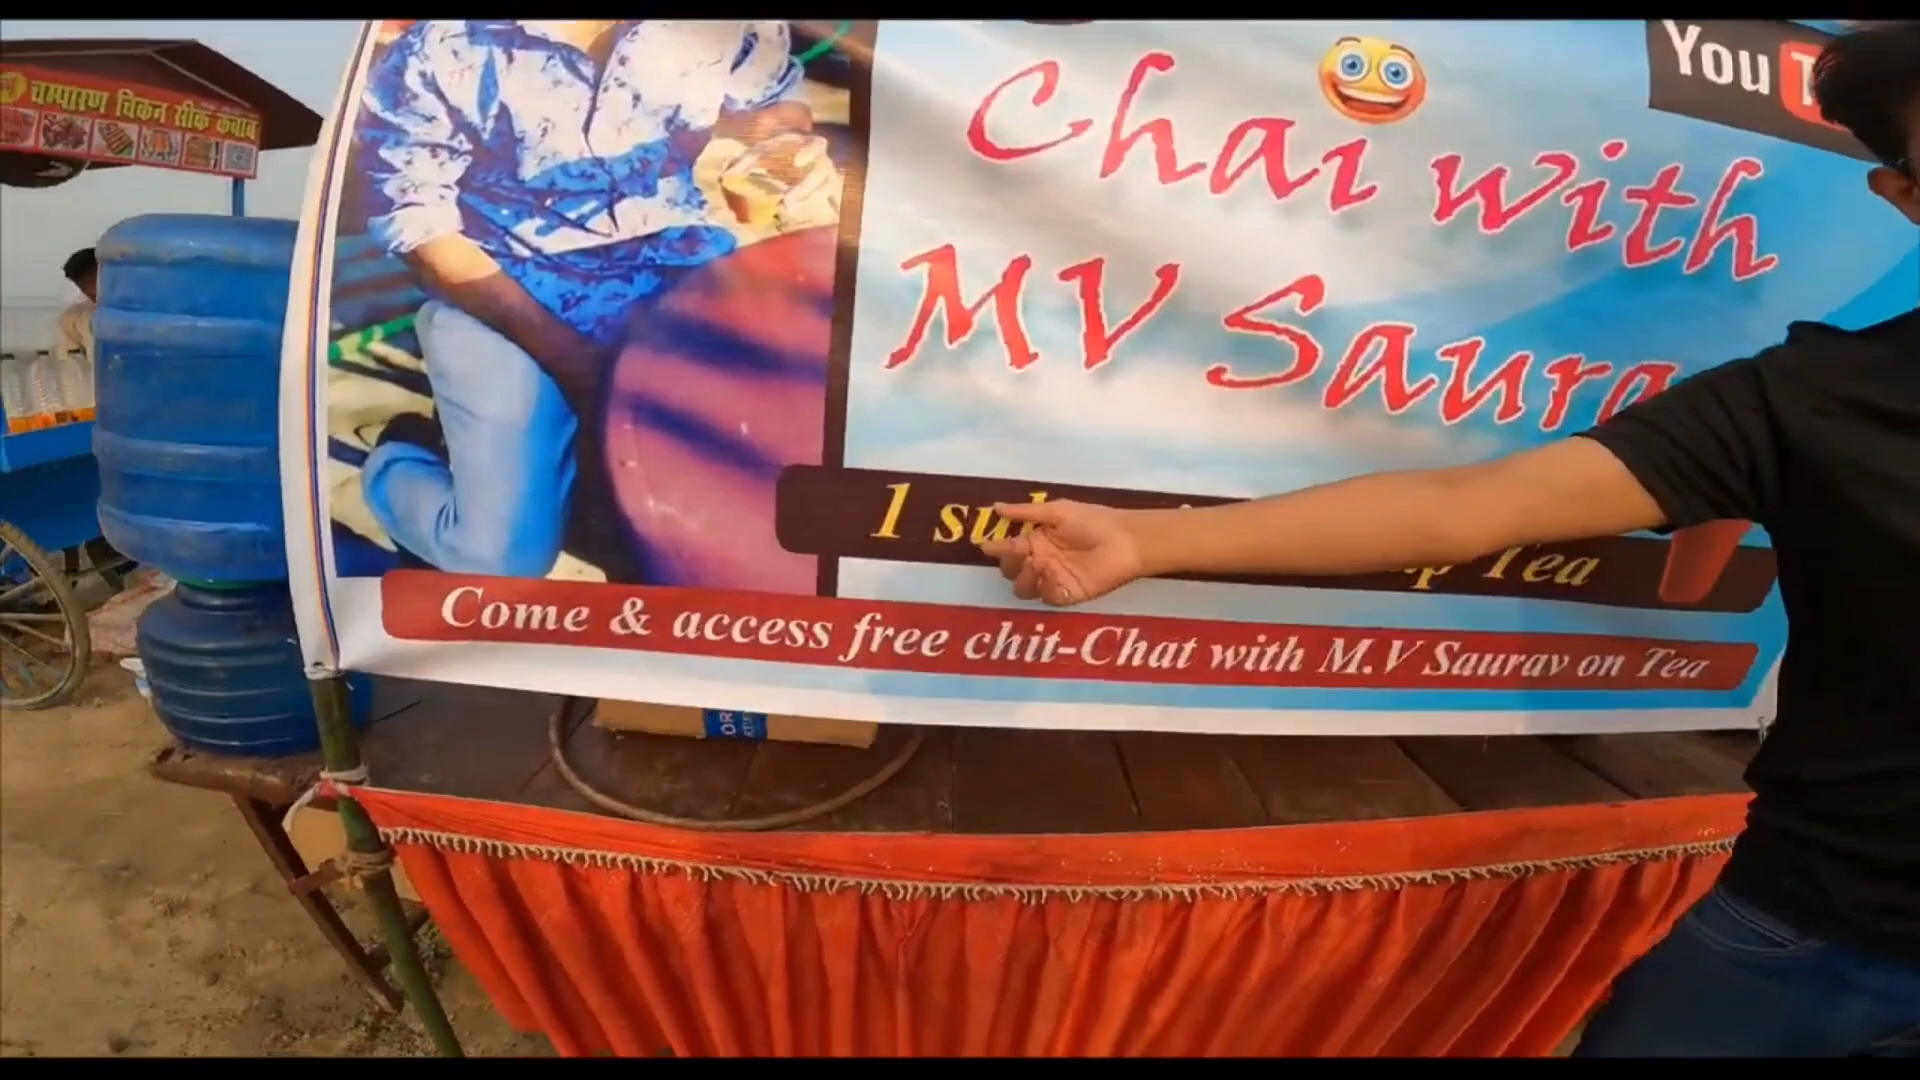 चम्पारण चिकन सीक कबाब
You T
Chai with
MV Saura
1 sub
Tea
Come & access free chit-Chat with M.V Saurav on Tea